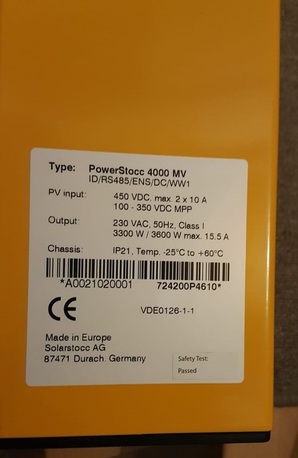 Type: PowerStocc 4000 MV
ID/RS485/ENS/DC/WW1
PV input: 450 VDC. max. 2 x 10 A
100 - 350 VDC MPP
Output: 230 VAC, 50Hz, Class I
3300 W / 3600 W max. 15.5 A
Chassis: IP21, Temp. -25°C to +60°C
*A0021020001 724200P4610*
CE VDE0126-1-1
Made in Europe
Solarstocc AG
87471 Durach. Germany
Safety Test:
Passed